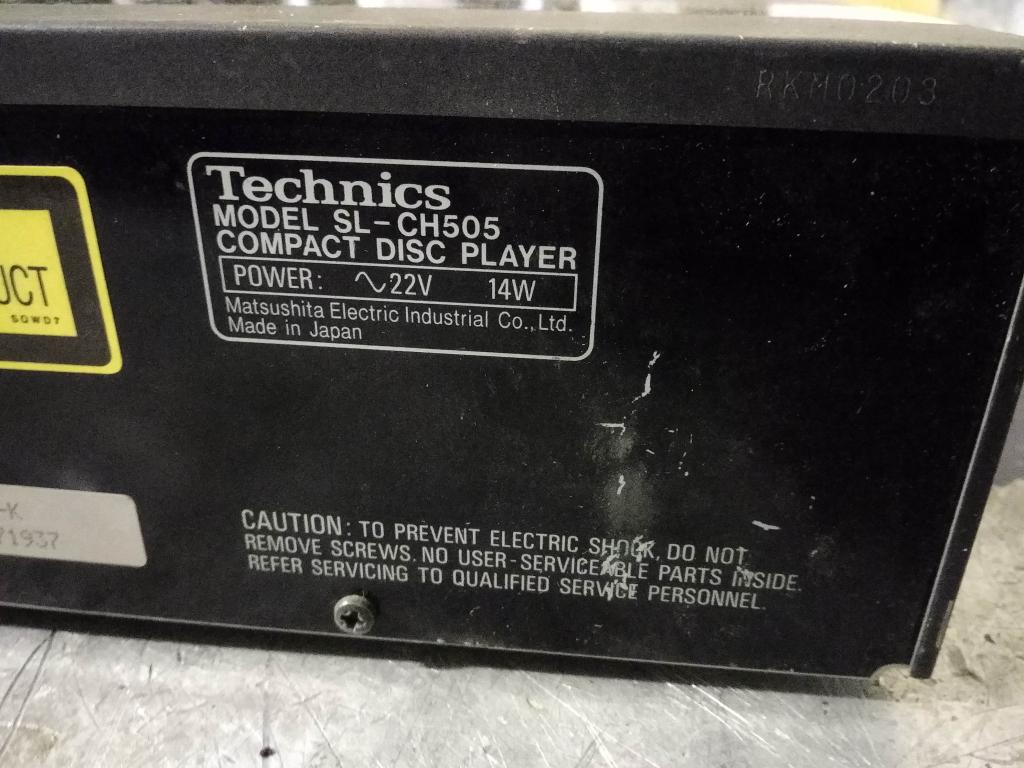 RKM0203
Technics
MODEL SL-CH505
COMPACT DISC PLAYER
POWER: ∿22V 14W
Matsushita Electric Industrial Co.,Ltd.
Made in Japan
UCT
SQWD7
-K
71937
CAUTION: TO PREVENT ELECTRIC SHOCK, DO NOT
REMOVE SCREWS. NO USER-SERVICEABLE PARTS INSIDE.
REFER SERVICING TO QUALIFIED SERVICE PERSONNEL.